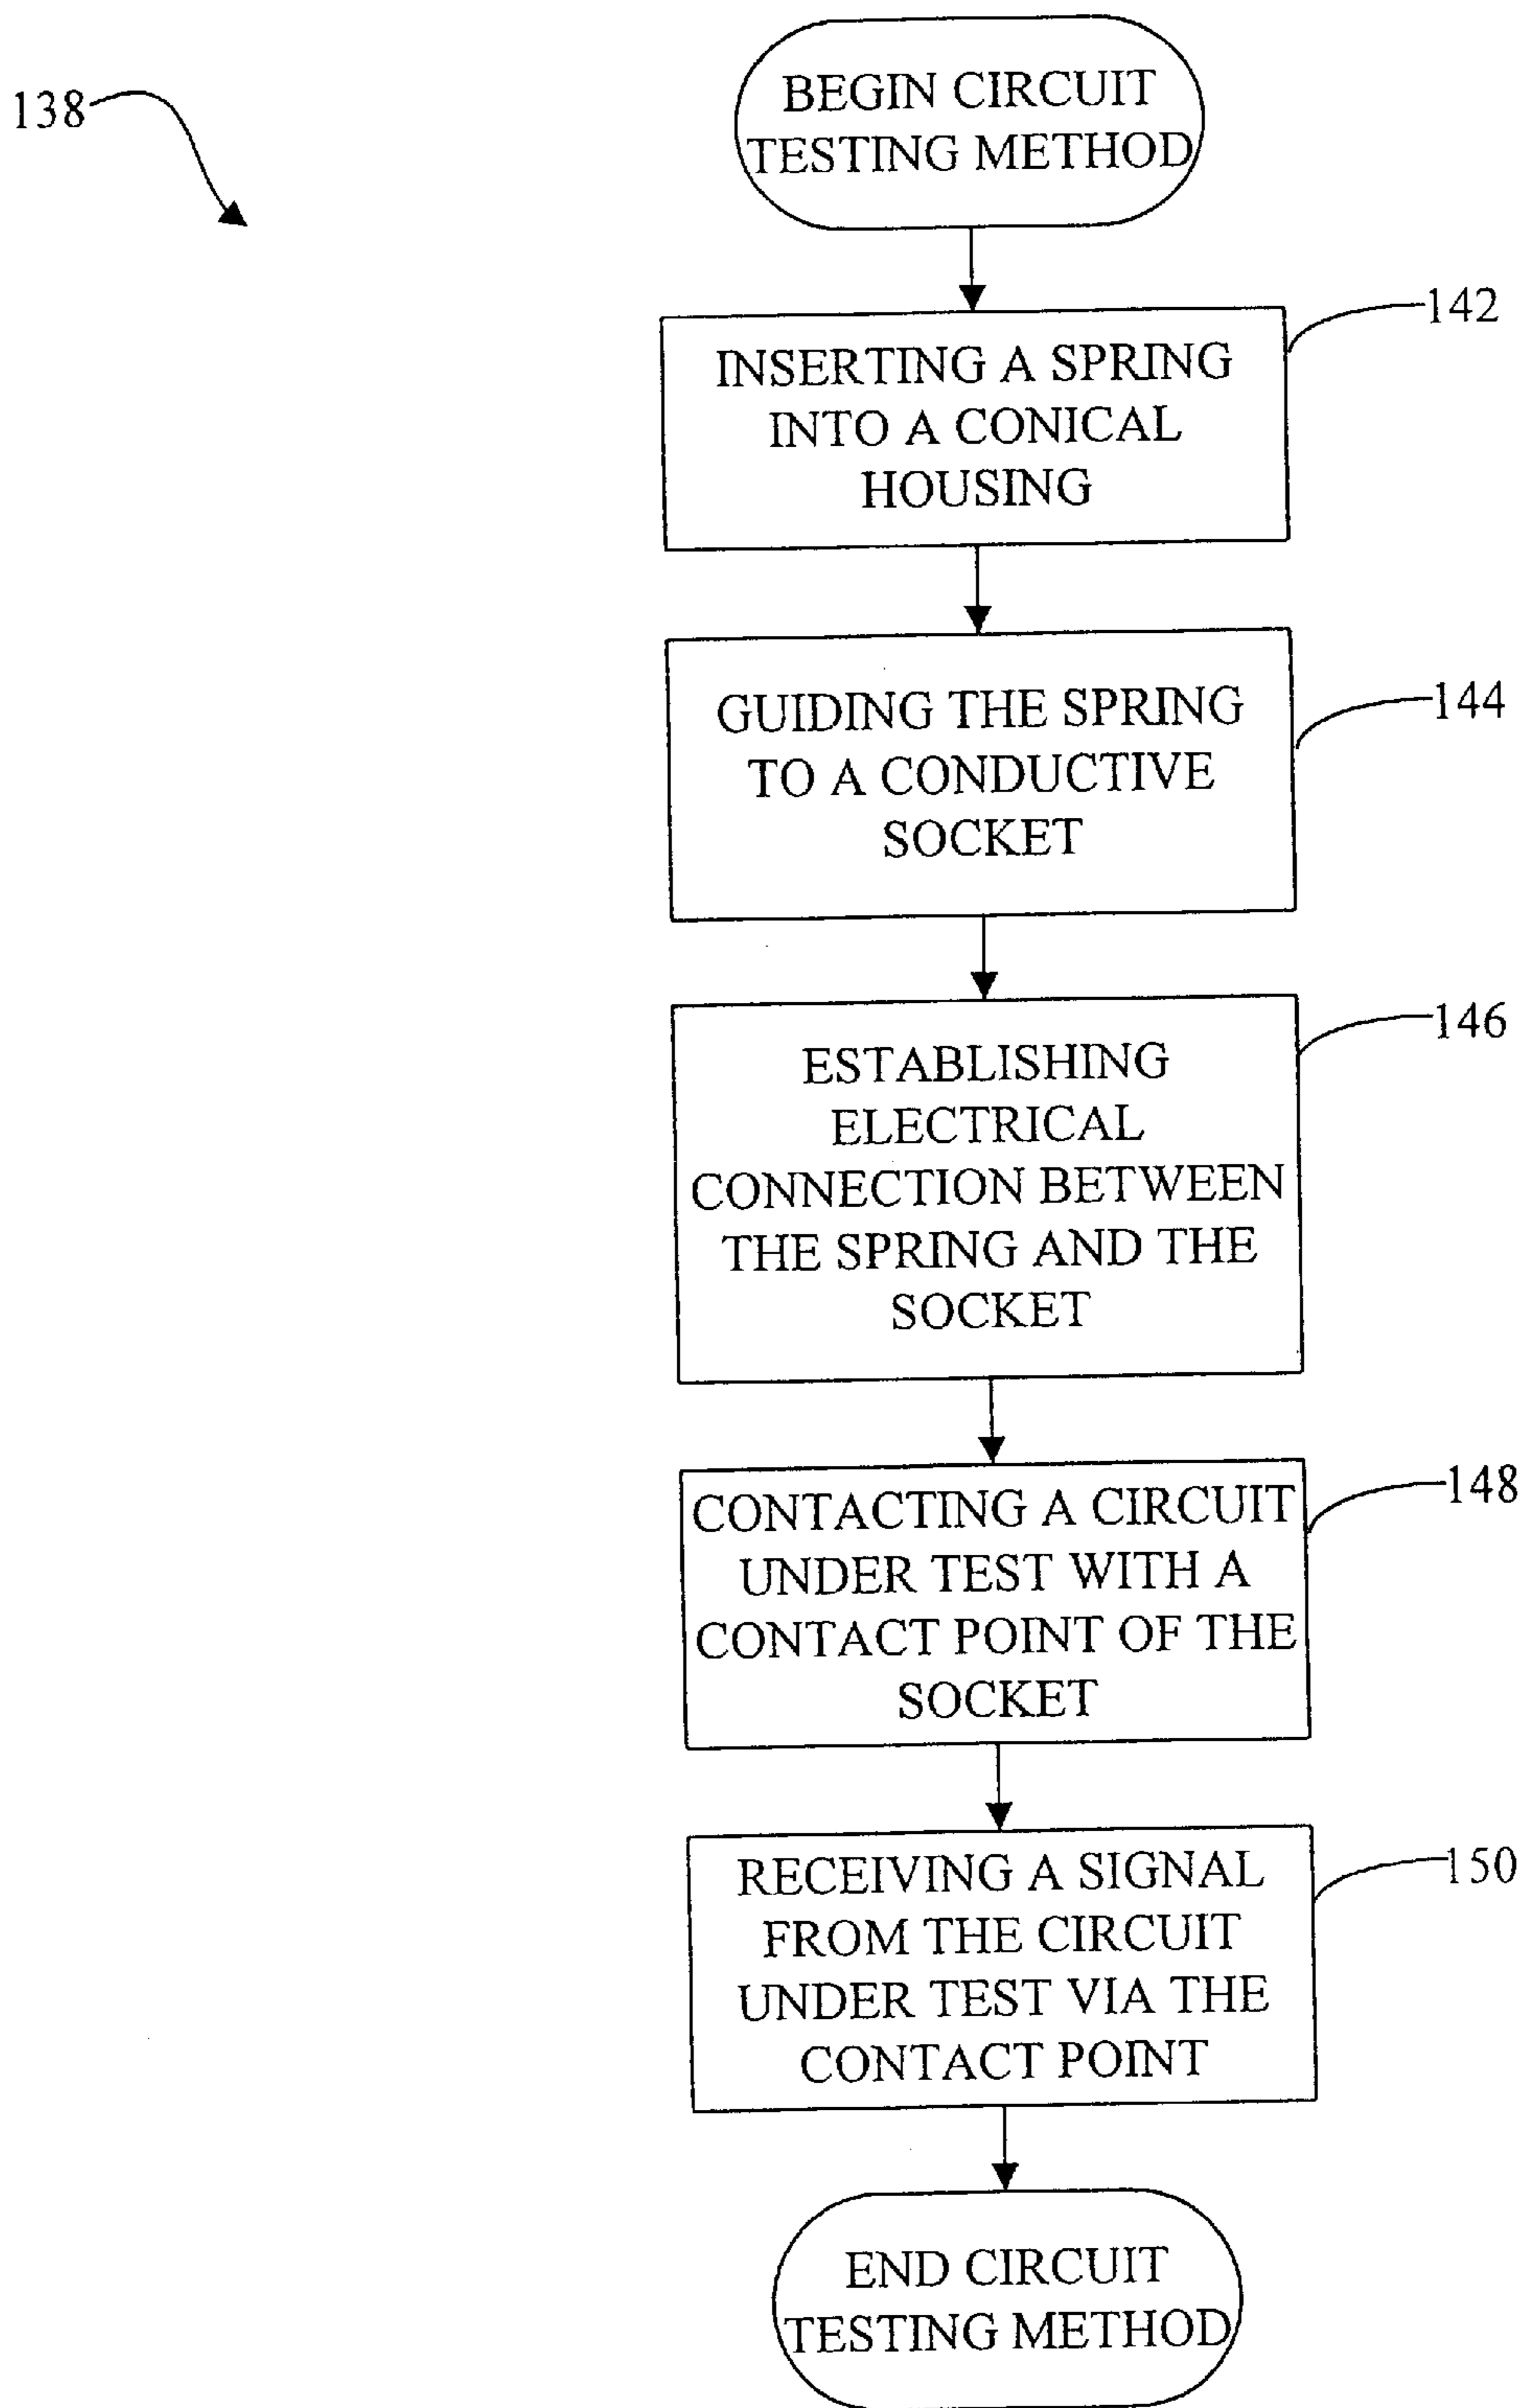 138
BEGIN CIRCUIT
TESTING METHOD
142
INSERTING A SPRING
INTO A CONICAL
HOUSING
144
GUIDING THE SPRING
TO A CONDUCTIVE
SOCKET
146
ESTABLISHING
ELECTRICAL
CONNECTION BETWEEN
THE SPRING AND THE
SOCKET
148
CONTACTING A CIRCUIT
UNDER TEST WITH A
CONTACT POINT OF THE
SOCKET
150
RECEIVING A SIGNAL
FROM THE CIRCUIT
UNDER TEST VIA THE
CONTACT POINT
END CIRCUIT
TESTING METHOD